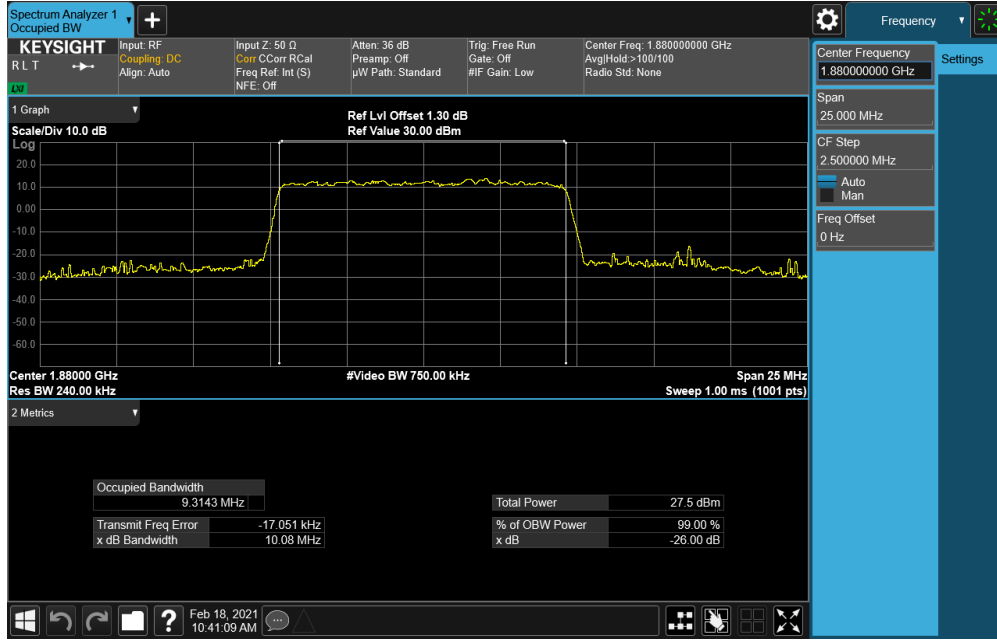 Spectrum Analyzer 1
Occupied BW
Frequency
KEYSIGHT
R L T
LXI
Input: RF
Coupling: DC
Align: Auto
Input Z: 50 Ω
Corr CCorr RCal
Freq Ref: Int (S)
NFE: Off
Atten: 36 dB
Preamp: Off
µW Path: Standard
Trig: Free Run
Gate: Off
#IF Gain: Low
Center Freq: 1.880000000 GHz
Avg|Hold:>100/100
Radio Std: None
Center Frequency
1.880000000 GHz
Settings
Span
25.000 MHz
CF Step
2.500000 MHz
Auto
Man
Freq Offset
0 Hz
1 Graph
Scale/Div 10.0 dB
Ref Lvl Offset 1.30 dB
Ref Value 30.00 dBm
Log
20.0
10.0
0.00
-10.0
-20.0
-30.0
-40.0
-50.0
-60.0
Center 1.88000 GHz
Res BW 240.00 kHz
#Video BW 750.00 kHz
Span 25 MHz
Sweep 1.00 ms (1001 pts)
2 Metrics
Occupied Bandwidth
9.3143 MHz
Transmit Freq Error -17.051 kHz
x dB Bandwidth 10.08 MHz
Total Power 27.5 dBm
% of OBW Power 99.00 %
x dB -26.00 dB
?
Feb 18, 2021
10:41:09 AM